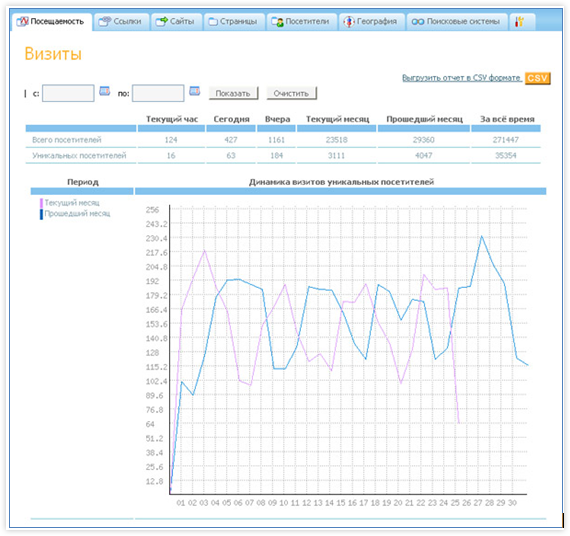 Посещаемость Ссылки Сайты Страницы Посетители География Поисковые системы
Визиты
Выгрузить отчет в CSV формате CSV
с: по: Показать Очистить
Текущий час Сегодня Вчера Текущий месяц Прошедший месяц За всё время
Всего посетителей 124 427 1161 23518 29360 271447
Уникальных посетителей 16 63 184 3111 4047 35354
Период Динамика визитов уникальных посетителей
Текущий месяц
Прошедший месяц
256
243.2
230.4
217.6
204.8
192
179.2
166.4
153.6
140.8
128
115.2
102.4
89.6
76.8
64
51.2
38.4
25.6
12.8
01 02 03 04 05 06 07 08 09 10 11 12 13 14 15 16 17 18 19 20 21 22 23 24 25 26 27 28 29 30